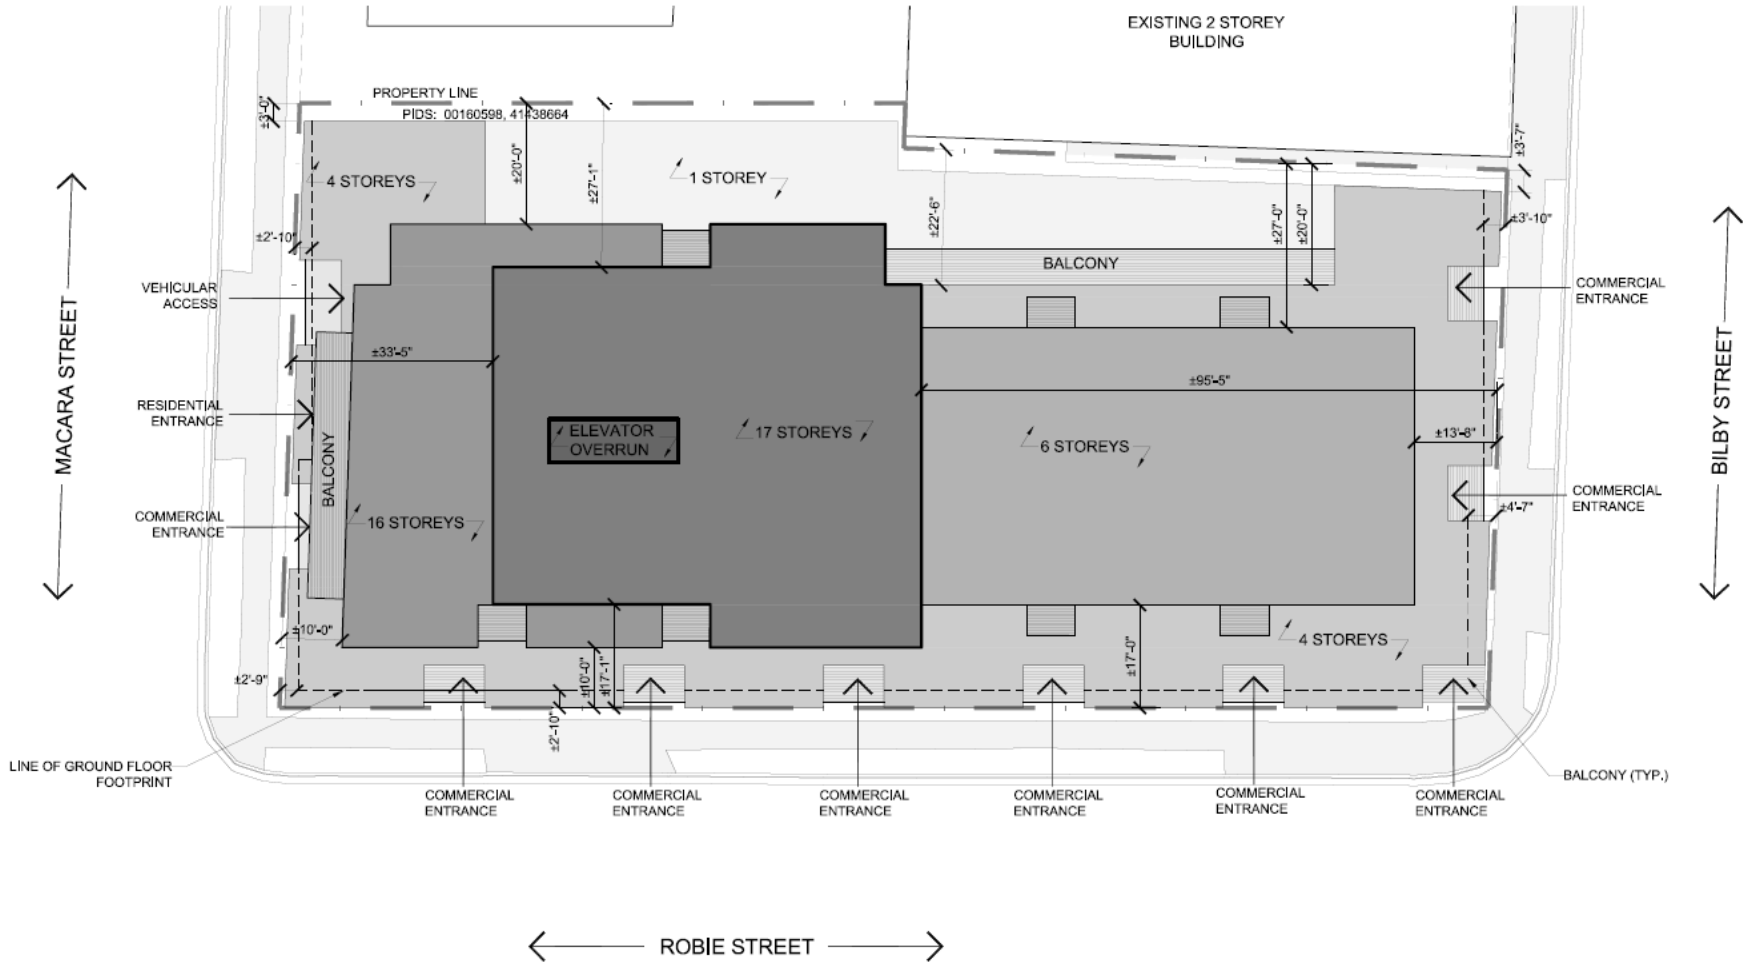 EXISTING 2 STOREY
BUILDING
PROPERTY LINE
PIDS: 00160598, 41438664
±3'-0"
±20'-0"
±27'-1"
4 STOREYS
1 STOREY
±22'-6"
±27'-0"
±20'-0"
±3'-7"
±3'-10"
±2'-10"
BALCONY
VEHICULAR
ACCESS
COMMERCIAL
ENTRANCE
MACARA STREET
±33'-5"
±95'-5"
BILBY STREET
RESIDENTIAL
ENTRANCE
BALCONY
ELEVATOR
OVERRUN
17 STOREYS
6 STOREYS
±13'-8"
COMMERCIAL
ENTRANCE
±4'-7"
COMMERCIAL
ENTRANCE
16 STOREYS
±10'-0"
4 STOREYS
±2'-9"
±10'-0"
±17'-1"
±17'-0"
±2'-10"
LINE OF GROUND FLOOR
FOOTPRINT
BALCONY (TYP.)
COMMERCIAL
ENTRANCE
COMMERCIAL
ENTRANCE
COMMERCIAL
ENTRANCE
COMMERCIAL
ENTRANCE
COMMERCIAL
ENTRANCE
COMMERCIAL
ENTRANCE
ROBIE STREET